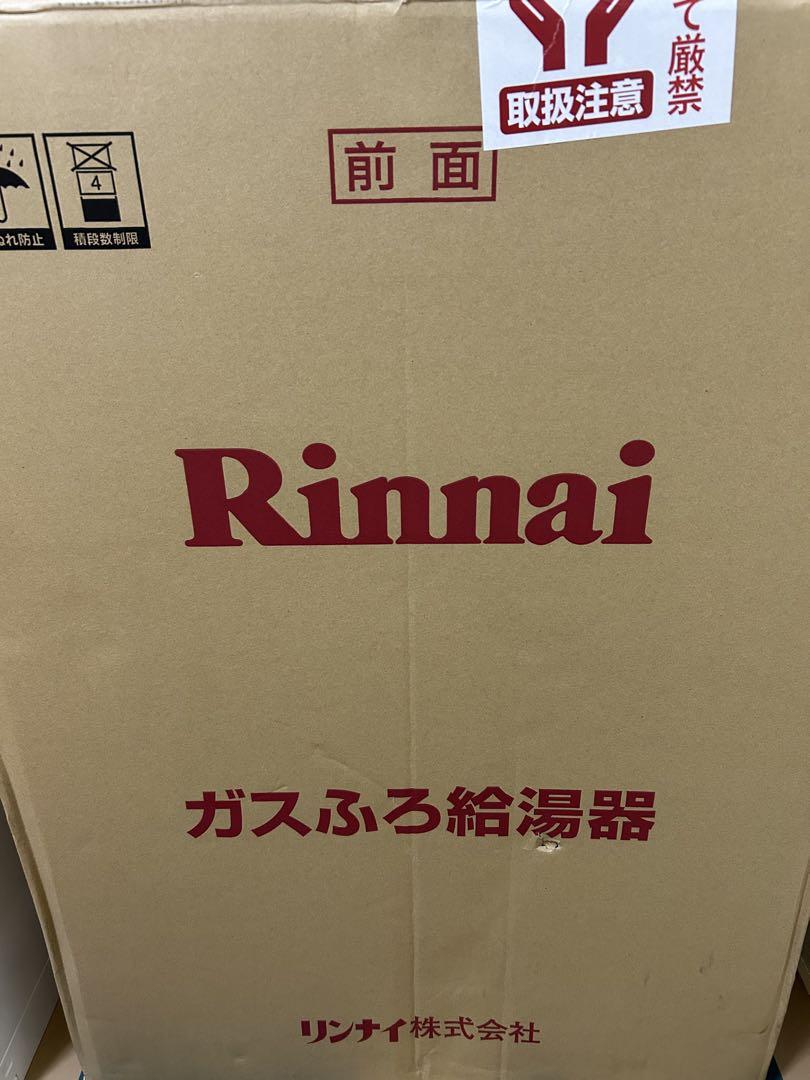 て厳禁
取扱注意
前面
4
ぬれ防止
積段数制限
Rinnai
ガスふろ給湯器
リンナイ株式会社